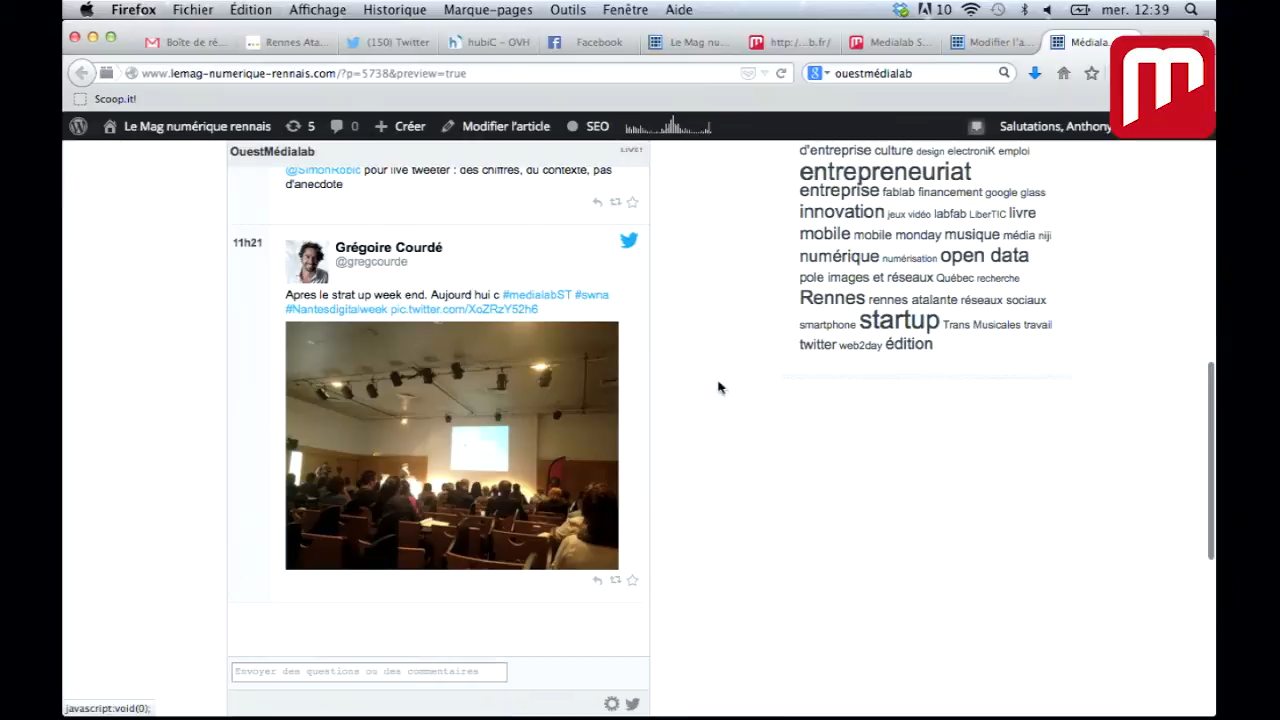 Firefox Fichier Édition Affichage Historique Marque-pages Outils Fenêtre Aide 10 mer. 12:39
Boîte de ré... Rennes Ata... (150) Twitter hubiC - OVH Facebook Le Mag nu... http:/...b.fr/ Medialab S... Modifier l'a... Médiala
www.lemag-numerique-rennais.com/?p=5738&preview=true ouestmédialab
Scoop.it!
Le Mag numérique rennais 5 0 Créer Modifier l'article SEO Salutations, Anthony
OuestMédialab LIVE!
@SimonRobic pour live tweeter : des chiffres, du contexte, pas
d'anecdote
11h21
Grégoire Courdé
@gregcourde
Apres le strat up week end. Aujourd hui c #medialabST #swna
#Nantesdigitalweek pic.twitter.com/XoZRzY52h6
Envoyer des questions ou des commentaires
d'entreprise culture design electroniK emploi
entrepreneuriat
entreprise fablab financement google glass
innovation jeux vidéo labfab LiberTIC livre
mobile mobile monday musique média niji
numérique numérisation open data
pole images et réseaux Québec recherche
Rennes rennes atalante réseaux sociaux
smartphone startup Trans Musicales travail
twitter web2day édition
javascript:void(0);